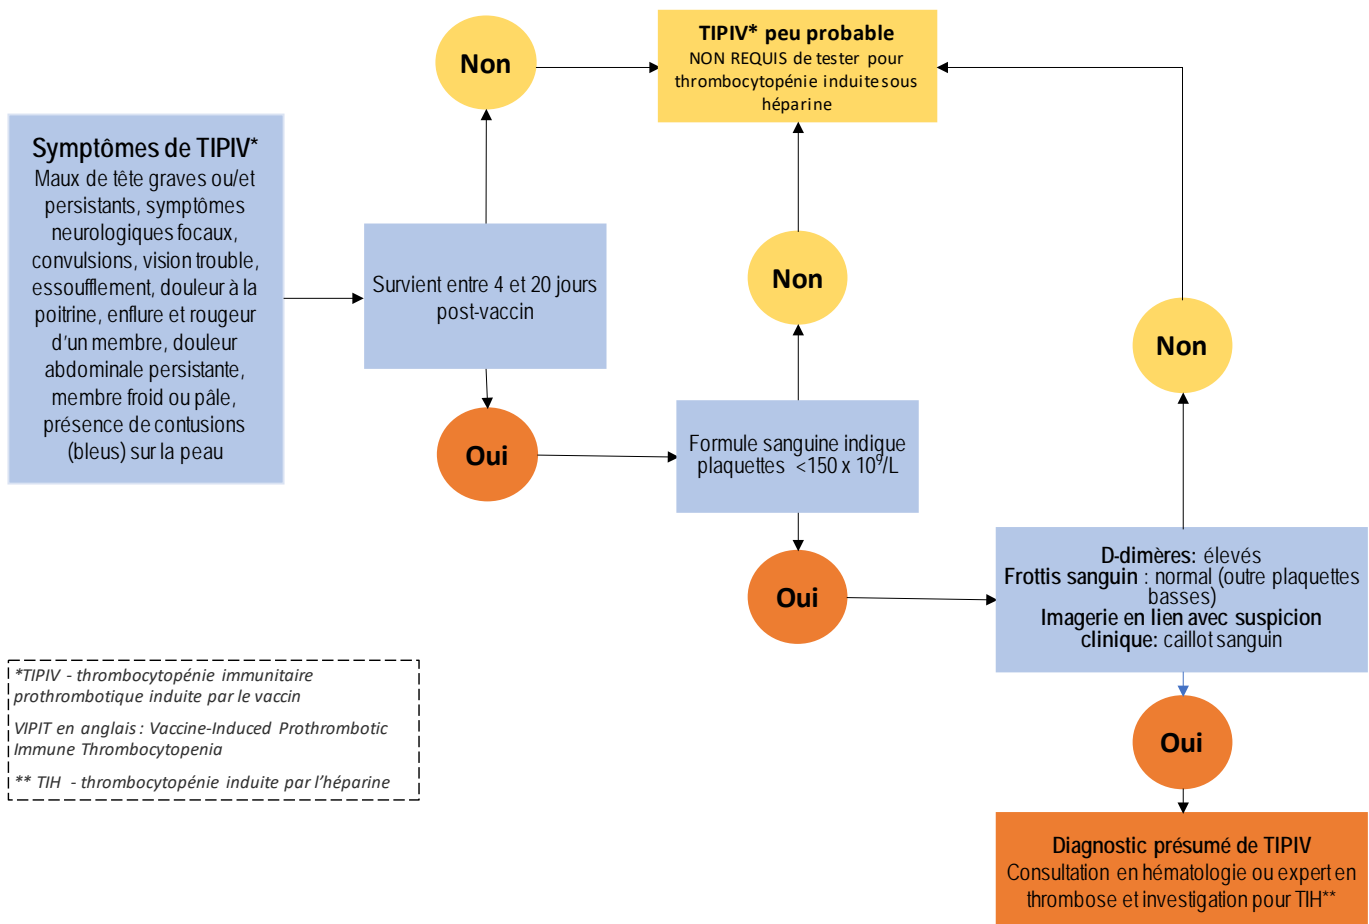 Symptômes de TIPIV*
Maux de tête graves ou/et
persistants, symptômes
neurologiques focaux,
convulsions, vision trouble,
essoufflement, douleur à la
poitrine, enflure et rougeur
d'un membre, douleur
abdominale persistante,
membre froid ou pâle,
présence de contusions
(bleus) sur la peau
Survient entre 4 et 20 jours
post-vaccin
Non
Oui
TIPIV* peu probable
NON REQUIS de tester pour
thrombocytopénie induite sous
héparine
Formule sanguine indique
plaquettes <150 x 10⁹/L
Non
Oui
D-dimères: élevés
Frottis sanguin : normal (outre plaquettes
basses)
Imagerie en lien avec suspicion
clinique: caillot sanguin
Non
Oui
Diagnostic présumé de TIPIV
Consultation en hématologie ou expert en
thrombose et investigation pour TIH**
*TIPIV - thrombocytopénie immunitaire
prothrombotique induite par le vaccin
VIPIT en anglais : Vaccine-Induced Prothrombotic
Immune Thrombocytopenia
** TIH - thrombocytopénie induite par l'héparine